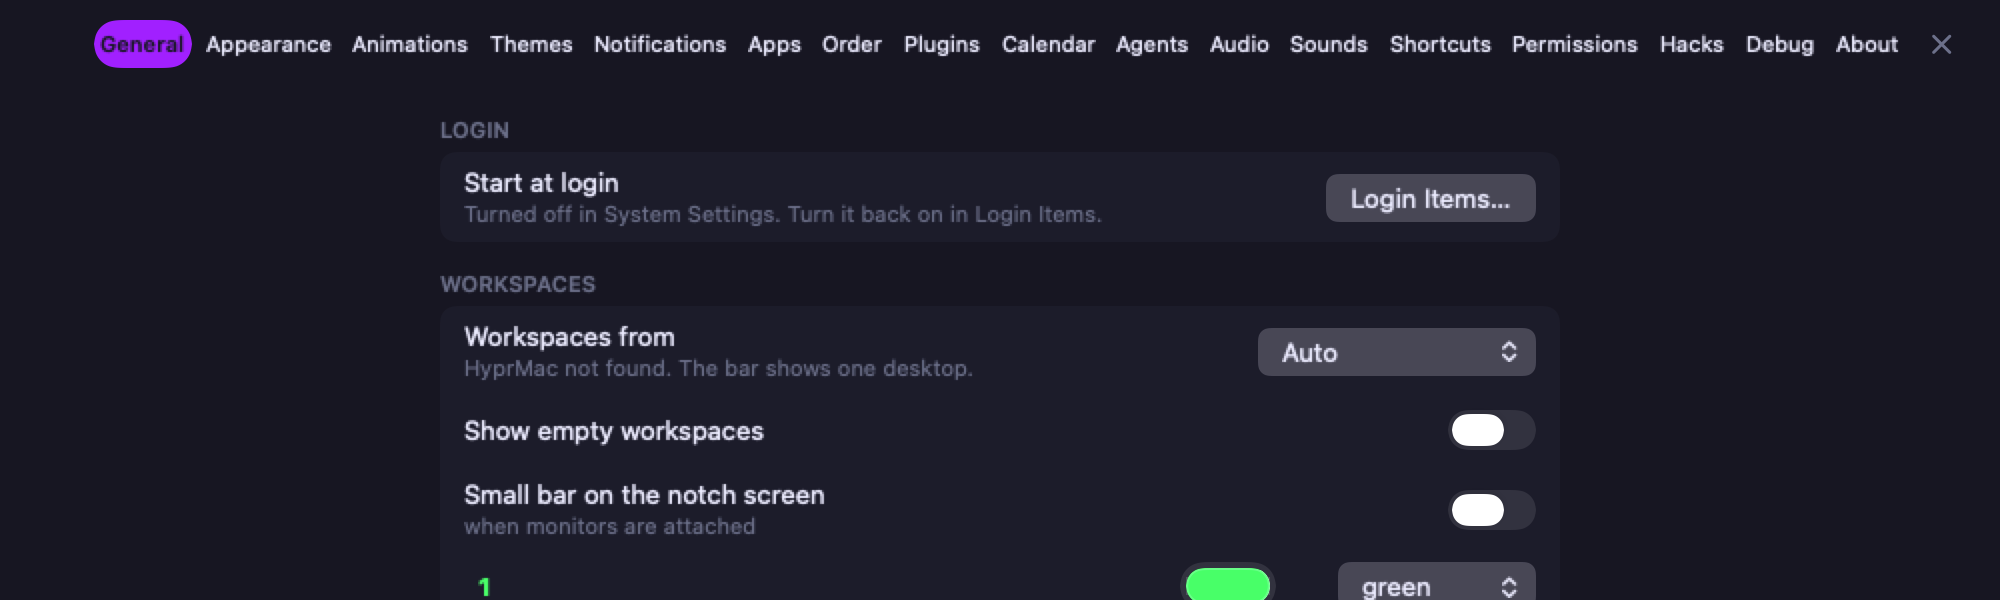 General Appearance Animations Themes Notifications Apps Order Plugins Calendar Agents Audio Sounds Shortcuts Permissions Hacks Debug About
LOGIN
Start at login
Turned off in System Settings. Turn it back on in Login Items.
Login Items...
WORKSPACES
Workspaces from
HyprMac not found. The bar shows one desktop.
Auto
Show empty workspaces
Small bar on the notch screen
when monitors are attached
1
green